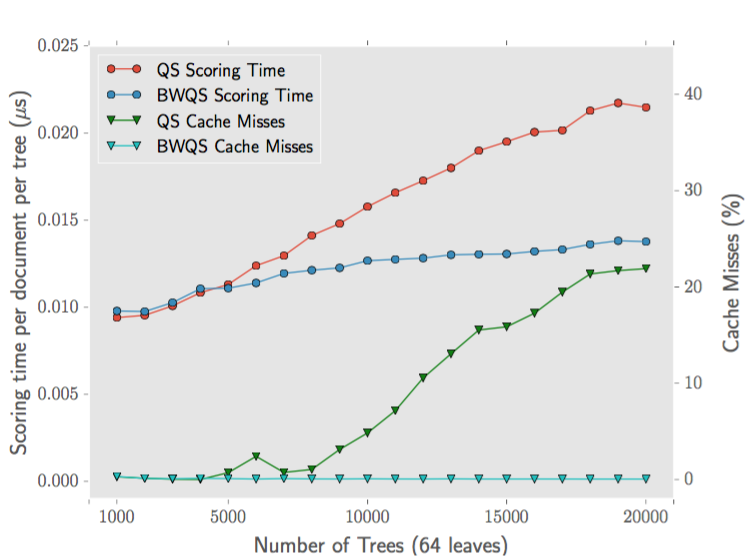 0.025
0.020
0.015
0.010
0.005
0.000
Scoring time per document per tree (μs)
QS Scoring Time
BWQS Scoring Time
QS Cache Misses
BWQS Cache Misses
40
30
20
10
0
Cache Misses (%)
1000 5000 10000 15000 20000
Number of Trees (64 leaves)